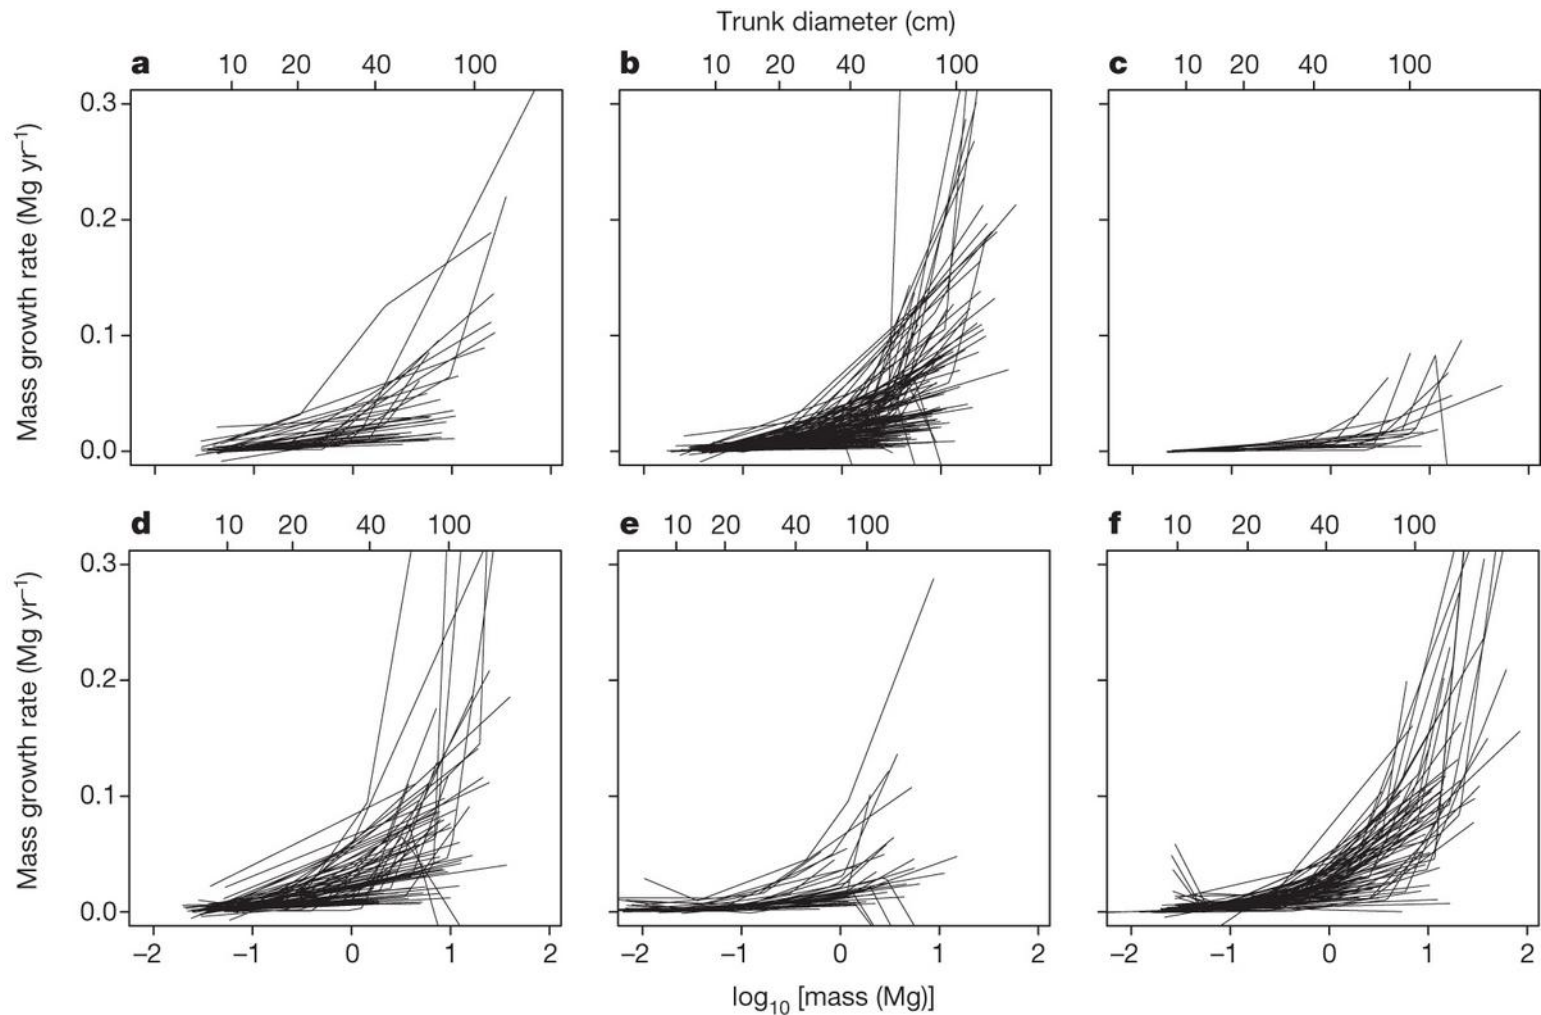 Trunk diameter (cm)
a 10 20 40 100
b 10 20 40 100
c 10 20 40 100
Mass growth rate (Mg yr⁻¹)
0.3
0.2
0.1
0.0
d 10 20 40 100
e 10 20 40 100
f 10 20 40 100
Mass growth rate (Mg yr⁻¹)
0.3
0.2
0.1
0.0
–2 –1 0 1 2
–2 –1 0 1 2
–2 –1 0 1 2
log₁₀ [mass (Mg)]